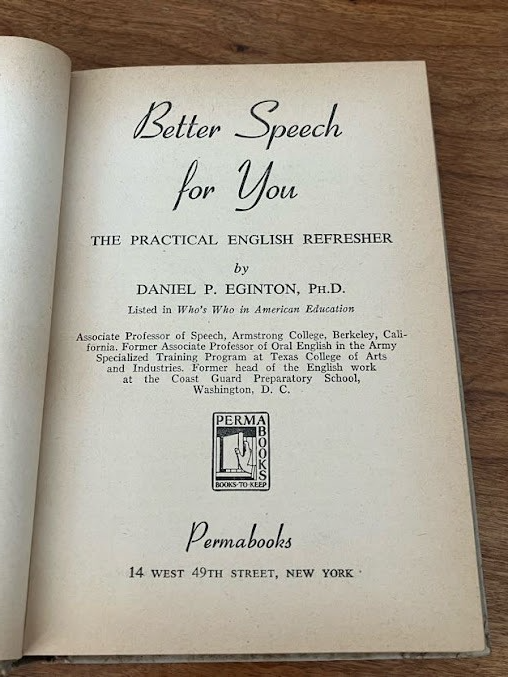 Better Speech
for You
THE PRACTICAL ENGLISH REFRESHER
by
DANIEL P. EGINTON, PH.D.
Listed in Who's Who in American Education
Associate Professor of Speech, Armstrong College, Berkeley, Cali-
fornia. Former Associate Professor of Oral English in the Army
Specialized Training Program at Texas College of Arts
and Industries. Former head of the English work
at the Coast Guard Preparatory School,
Washington, D. C.
PERMA
BOOKS
BOOKS·TO·KEEP
Permabooks
14 WEST 49TH STREET, NEW YORK